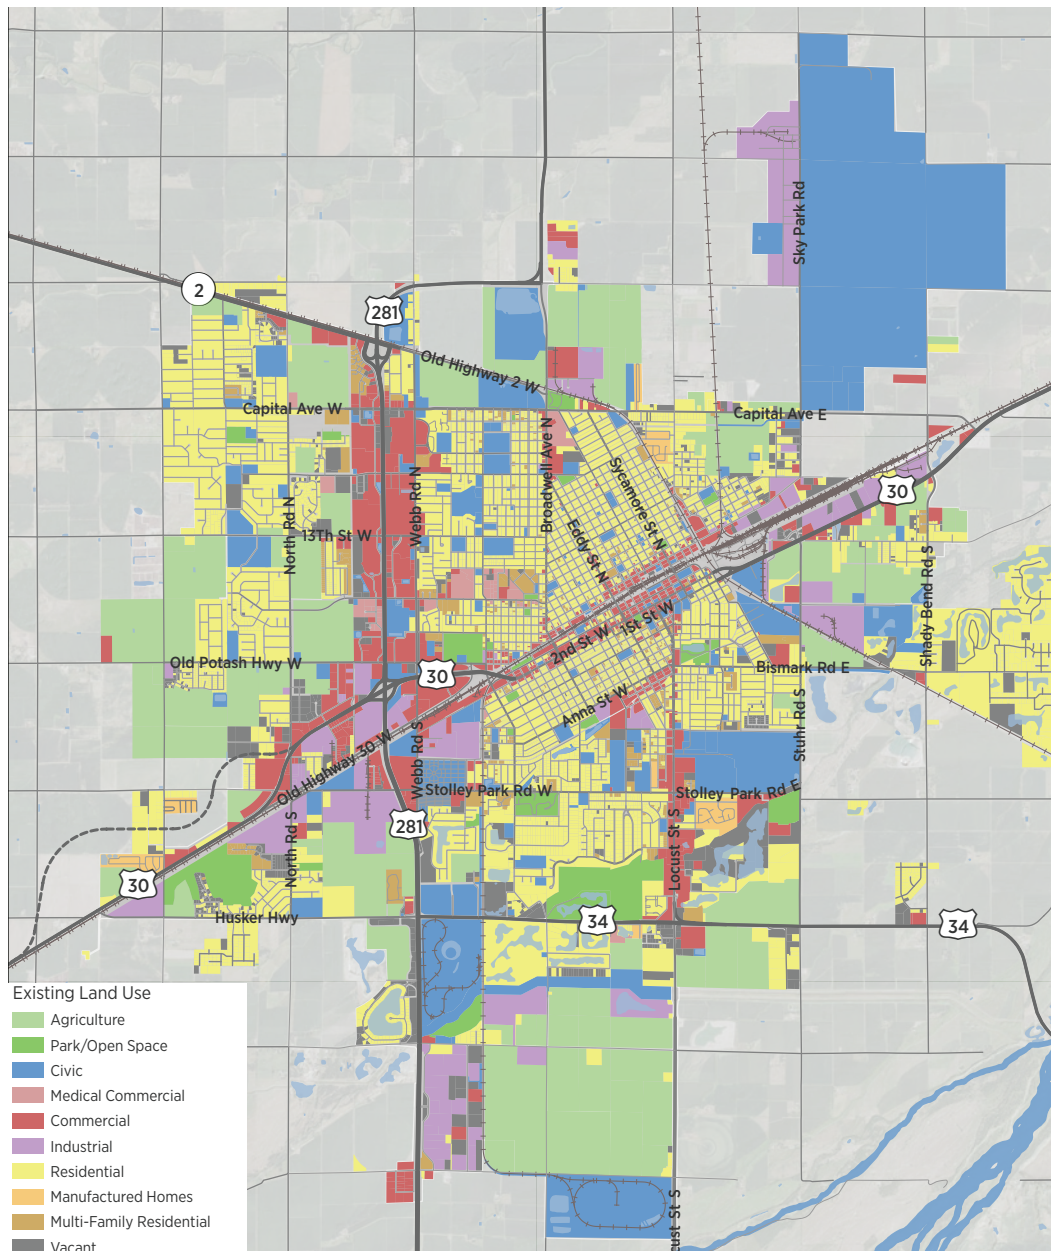 Sky Park Rd
2
281
Old Highway 2 W
Capital Ave W
Capital Ave E
Broadwell Ave N
Sycamore St N
Webb Rd N
30
North Rd N
13Th St W
Eddy St N
Shady Bend Rd S
1St St W
2nd St W
Old Potash Hwy W
30
Bismark Rd E
Anna St W
Stuhr Rd S
Old Highway 30 W
Webb Rd S
Stolley Park Rd W
Stolley Park Rd E
281
North Rd S
Locust St S
30
Husker Hwy
34
34
Existing Land Use
Agriculture
Park/Open Space
Civic
Medical Commercial
Commercial
Industrial
Residential
Manufactured Homes
Multi-Family Residential
Vacant
ust St S